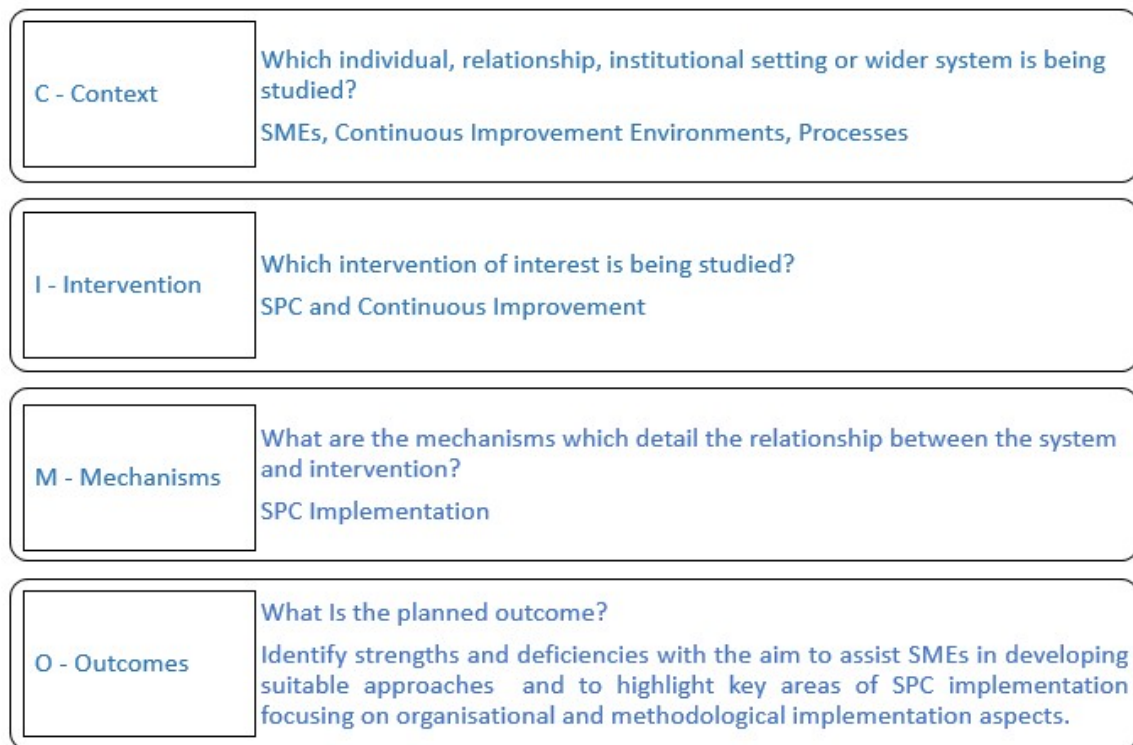 C - Context
Which individual, relationship, institutional setting or wider system is being
studied?
SMEs, Continuous Improvement Environments, Processes
I - Intervention
Which intervention of interest is being studied?
SPC and Continuous Improvement
M - Mechanisms
What are the mechanisms which detail the relationship between the system
and intervention?
SPC Implementation
O - Outcomes
What Is the planned outcome?
Identify strengths and deficiencies with the aim to assist SMEs in developing
suitable approaches and to highlight key areas of SPC implementation
focusing on organisational and methodological implementation aspects.